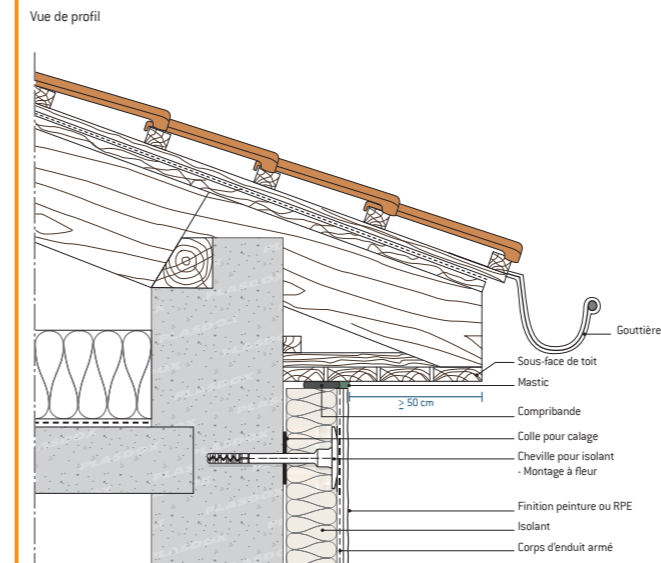 Vue de profil
Gouttière
Sous-face de toit
Mastic
≥ 50 cm
Compribande
Colle pour calage
Cheville pour isolant
- Montage à fleur
Finition peinture ou RPE
Isolant
Corps d'enduit armé